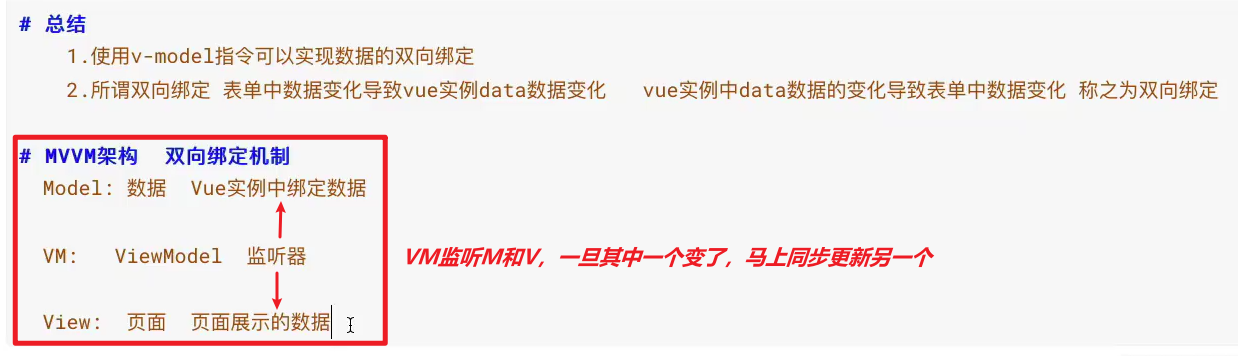 # 总结
1.使用v-model指令可以实现数据的双向绑定
2.所谓双向绑定 表单中数据变化导致vue实例data数据变化 vue实例中data数据的变化导致表单中数据变化 称之为双向绑定
# MVVM架构 双向绑定机制
Model: 数据 Vue实例中绑定数据
VM: ViewModel 监听器 VM监听M和V，一旦其中一个变了，马上同步更新另一个
View: 页面 页面展示的数据